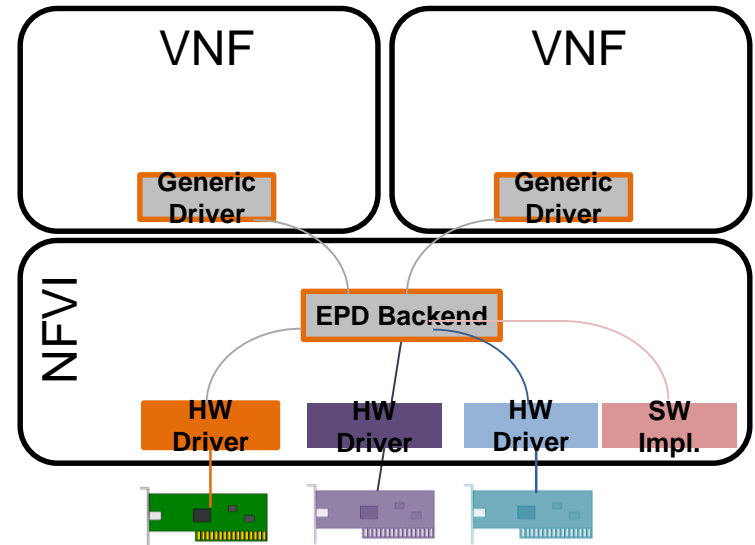 VNF
VNF
Generic
Driver
Generic
Driver
NFVI
EPD Backend
HW
Driver
HW
Driver
HW
Driver
SW
Impl.